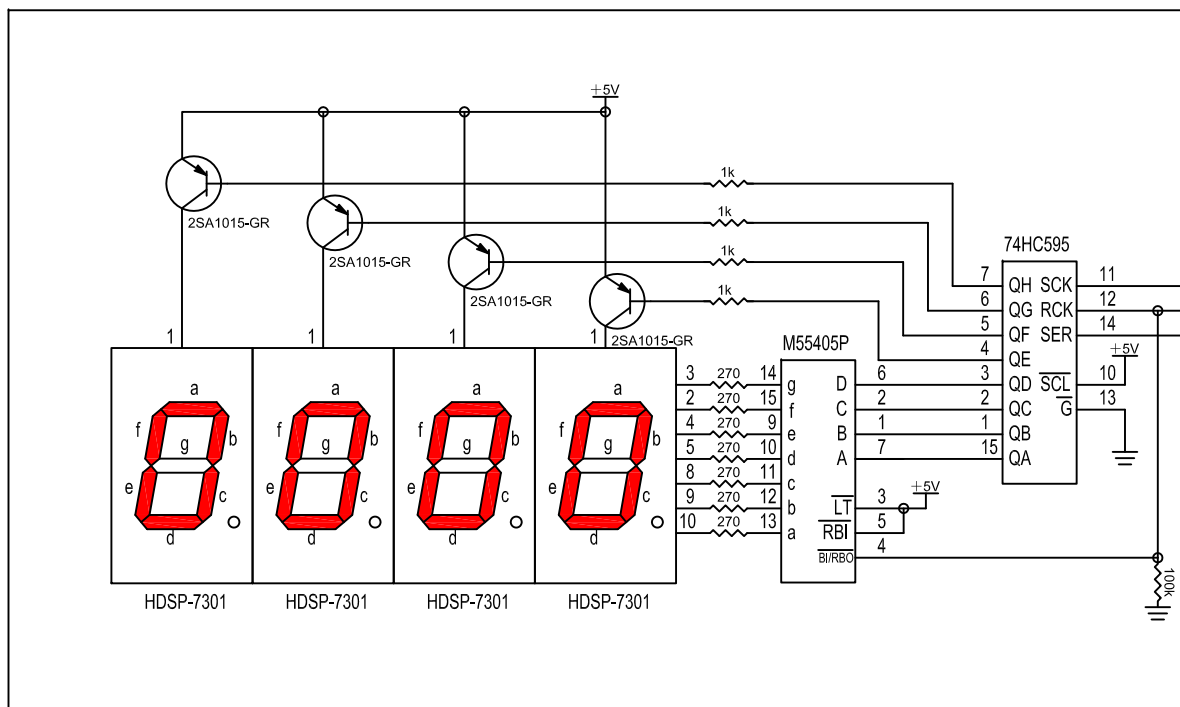 +5V
1k
2SA1015-GR
1k
2SA1015-GR
1k
2SA1015-GR
1k
2SA1015-GR
74HC595
7 QH SCK 11
6 QG RCK 12
5 QF SER 14
4 QE
3 QD SCL 10 +5V
2 QC G 13
1 QB
15 QA
M55405P
3 270 14 g D 6
2 270 15 f C 2
4 270 9 e B 1
5 270 10 d A 7
8 270 11 c
9 270 12 b LT 3 +5V
10 270 13 a RBI 5
BI/RBO 4
100k
1 1 1 1
a a a a
f b f b f b f b
g g g g
e c e c e c e c
d d d d
HDSP-7301 HDSP-7301 HDSP-7301 HDSP-7301